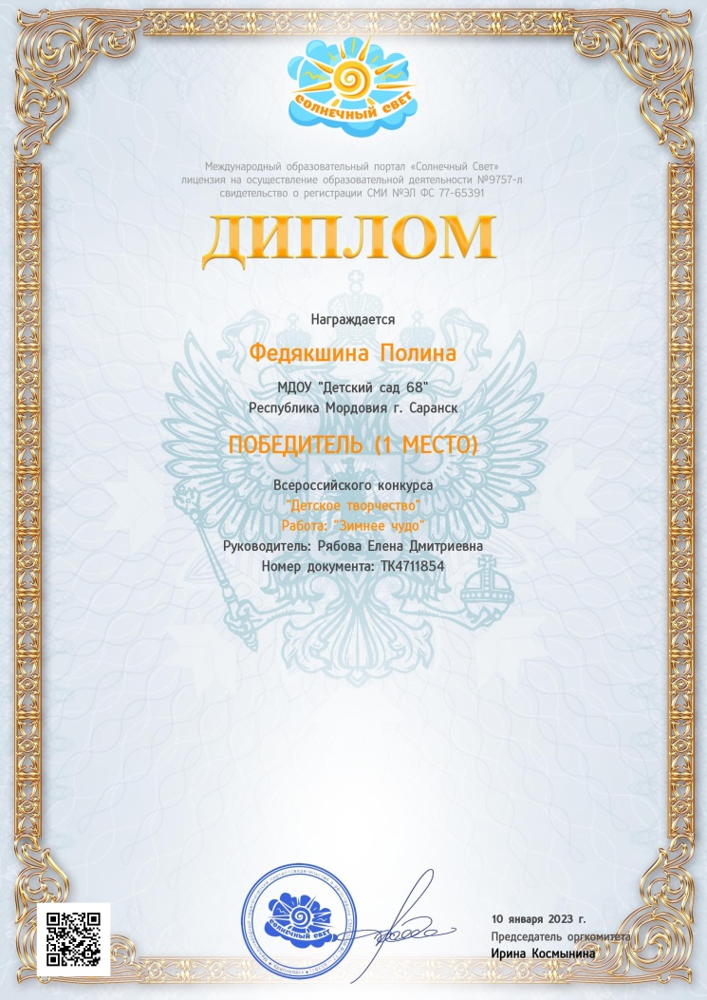 СОЛНЕЧНЫЙ СВЕТ
Международный образовательный портал «Солнечный Свет»
лицензия на осуществление образовательной деятельности №9757-л
свидетельство о регистрации СМИ №ЭЛ ФС 77-65391
ДИПЛОМ
Награждается
Федякшина Полина
МДОУ "Детский сад 68"
Республика Мордовия г. Саранск
ПОБЕДИТЕЛЬ (1 МЕСТО)
Всероссийского конкурса
"Детское творчество"
Работа: "Зимнее чудо"
Руководитель: Рябова Елена Дмитриевна
Номер документа: ТК4711854
СОЛНЕЧНЫЙ СВЕТ
10 января 2023 г.
Председатель оргкомитета
Ирина Космынина